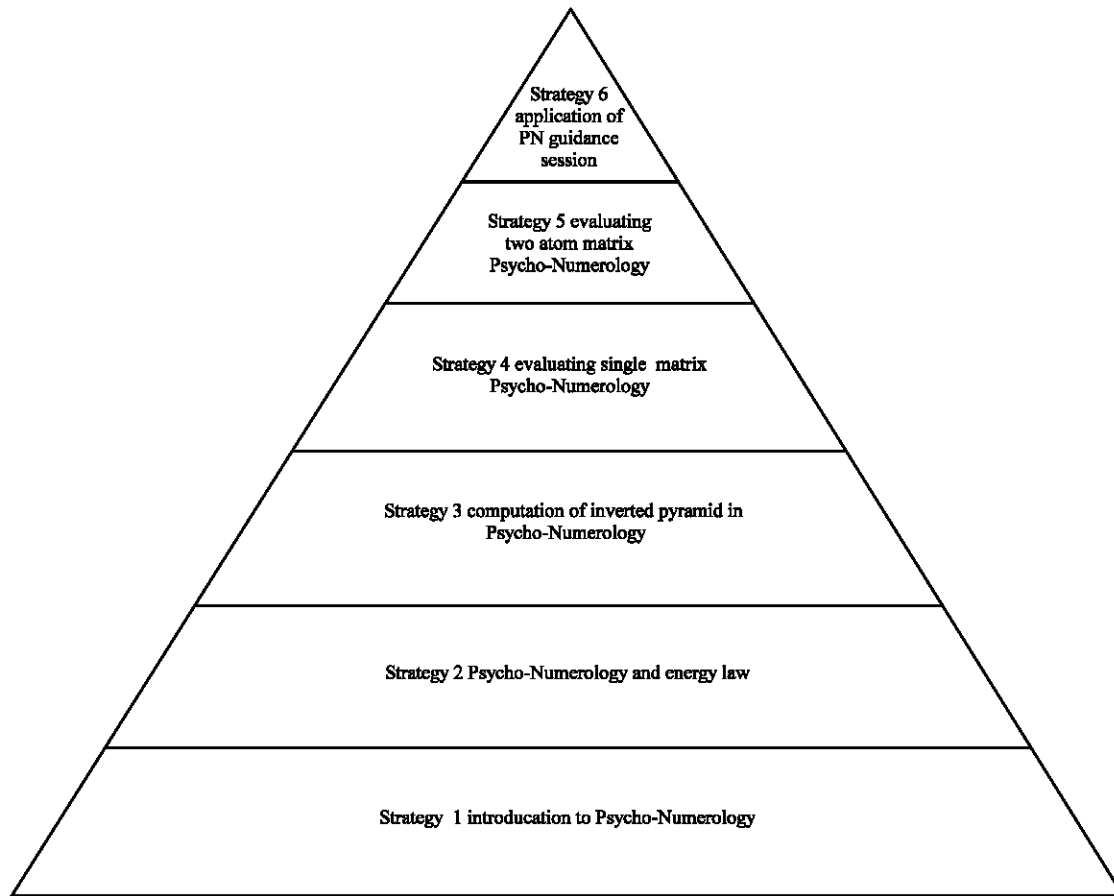 Strategy 6
application of
PN guidance
session
Strategy 5 evaluating
two atom matrix
Psycho-Numerology
Strategy 4 evaluating single  matrix
Psycho-Numerology
Strategy 3 computation of inverted pyramid in
Psycho-Numerology
Strategy 2 Psycho-Numerology and energy law
Strategy  1 introducation to Psycho-Numerology